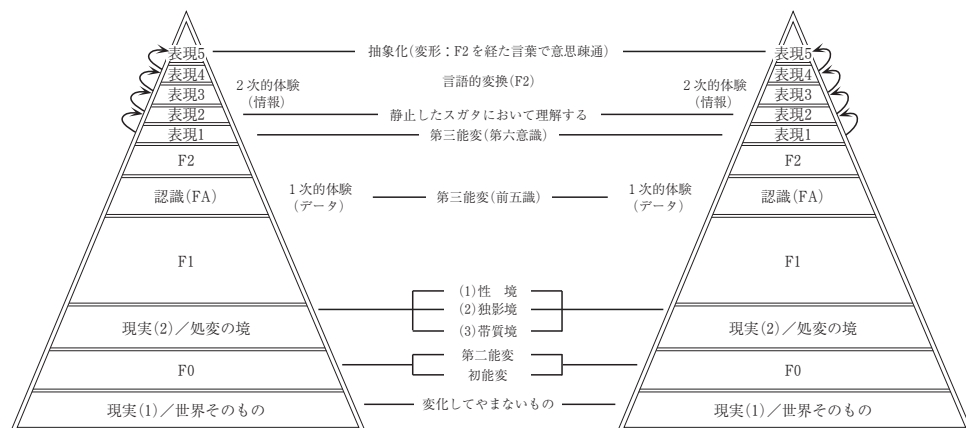 表現5 抽象化(変形：F2を経た言葉で意思疎通) 表現5
表現4 言語的変換(F2) 表現4
2次的体験 2次的体験
(情報) (情報)
表現3 表現3
表現2 静止したスガタにおいて理解する 表現2
表現1 第三能変(第六意識) 表現1
F2 F2
1次的体験 1次的体験
認識(FA) 第三能変(前五識) 認識(FA)
(データ) (データ)
F1 F1
(1)性　境
(2)独影境
現実(2)／処変の境 (3)帯質境 現実(2)／処変の境
第二能変
F0 初能変 F0
現実(1)／世界そのもの 変化してやまないもの 現実(1)／世界そのもの